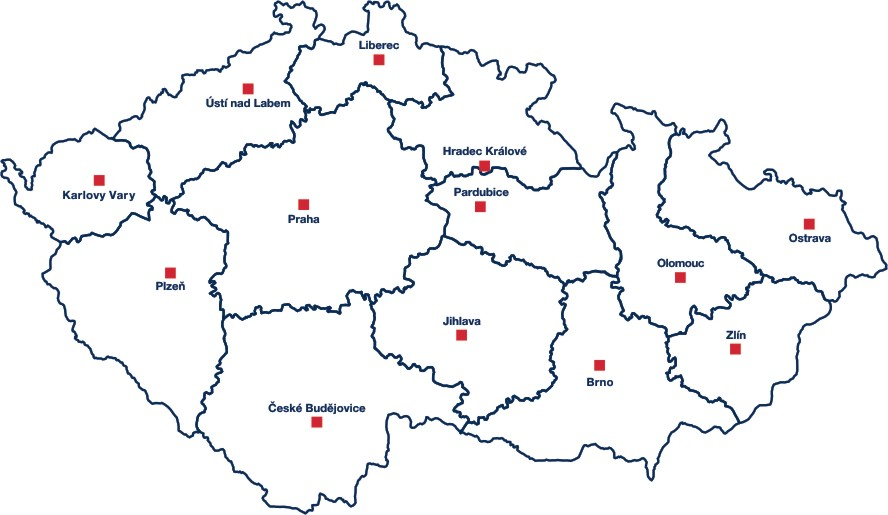 Liberec
Ústí nad Labem
Hradec Králové
Karlovy Vary
Pardubice
Praha
Ostrava
Olomouc
Plzeň
Jihlava
Zlín
Brno
České Budějovice